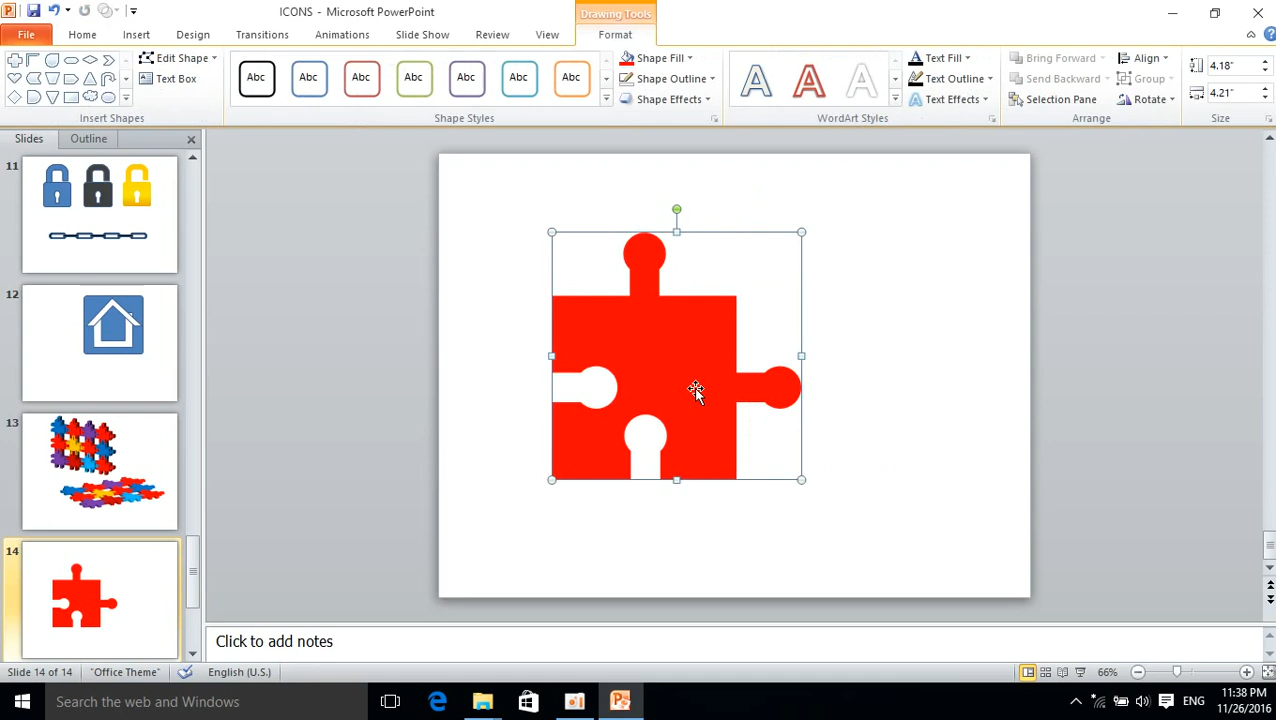 ICONS - Microsoft PowerPoint
Drawing Tools
File
Home
Insert
Design
Transitions
Animations
Slide Show
Review
View
Format
Edit Shape
Text Box
Insert Shapes
Abc Abc Abc Abc Abc Abc Abc
Shape Fill
Shape Outline
Shape Effects
Shape Styles
A A A
Text Fill
Text Outline
Text Effects
WordArt Styles
Bring Forward
Send Backward
Selection Pane
Align
Group
Rotate
Arrange
4.18"
4.21"
Size
Slides
Outline
11
12
13
14
Click to add notes
Slide 14 of 14
"Office Theme"
English (U.S.)
66%
Search the web and Windows
ENG
11:38 PM
11/26/2016